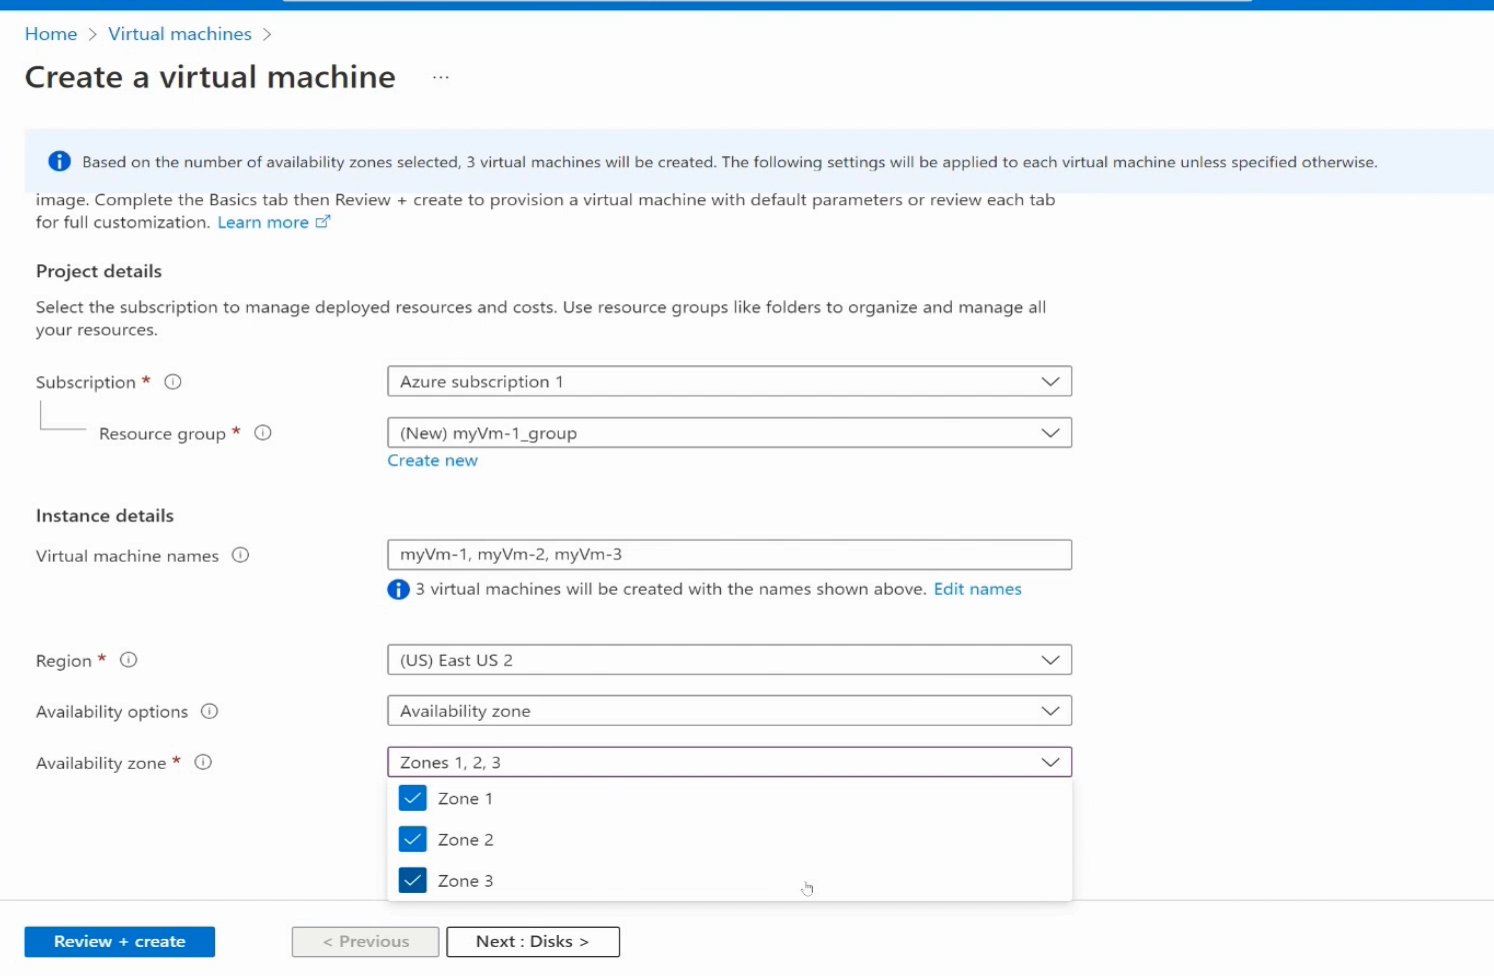 Home > Virtual machines >
Create a virtual machine ...
Based on the number of availability zones selected, 3 virtual machines will be created. The following settings will be applied to each virtual machine unless specified otherwise.
image. Complete the Basics tab then Review + create to provision a virtual machine with default parameters or review each tab
for full customization. Learn more
Project details
Select the subscription to manage deployed resources and costs. Use resource groups like folders to organize and manage all
your resources.
Subscription * Azure subscription 1
Resource group * (New) myVm-1_group
Create new
Instance details
Virtual machine names myVm-1, myVm-2, myVm-3
3 virtual machines will be created with the names shown above. Edit names
Region * (US) East US 2
Availability options Availability zone
Availability zone * Zones 1, 2, 3
Zone 1
Zone 2
Zone 3
Review + create < Previous Next : Disks >